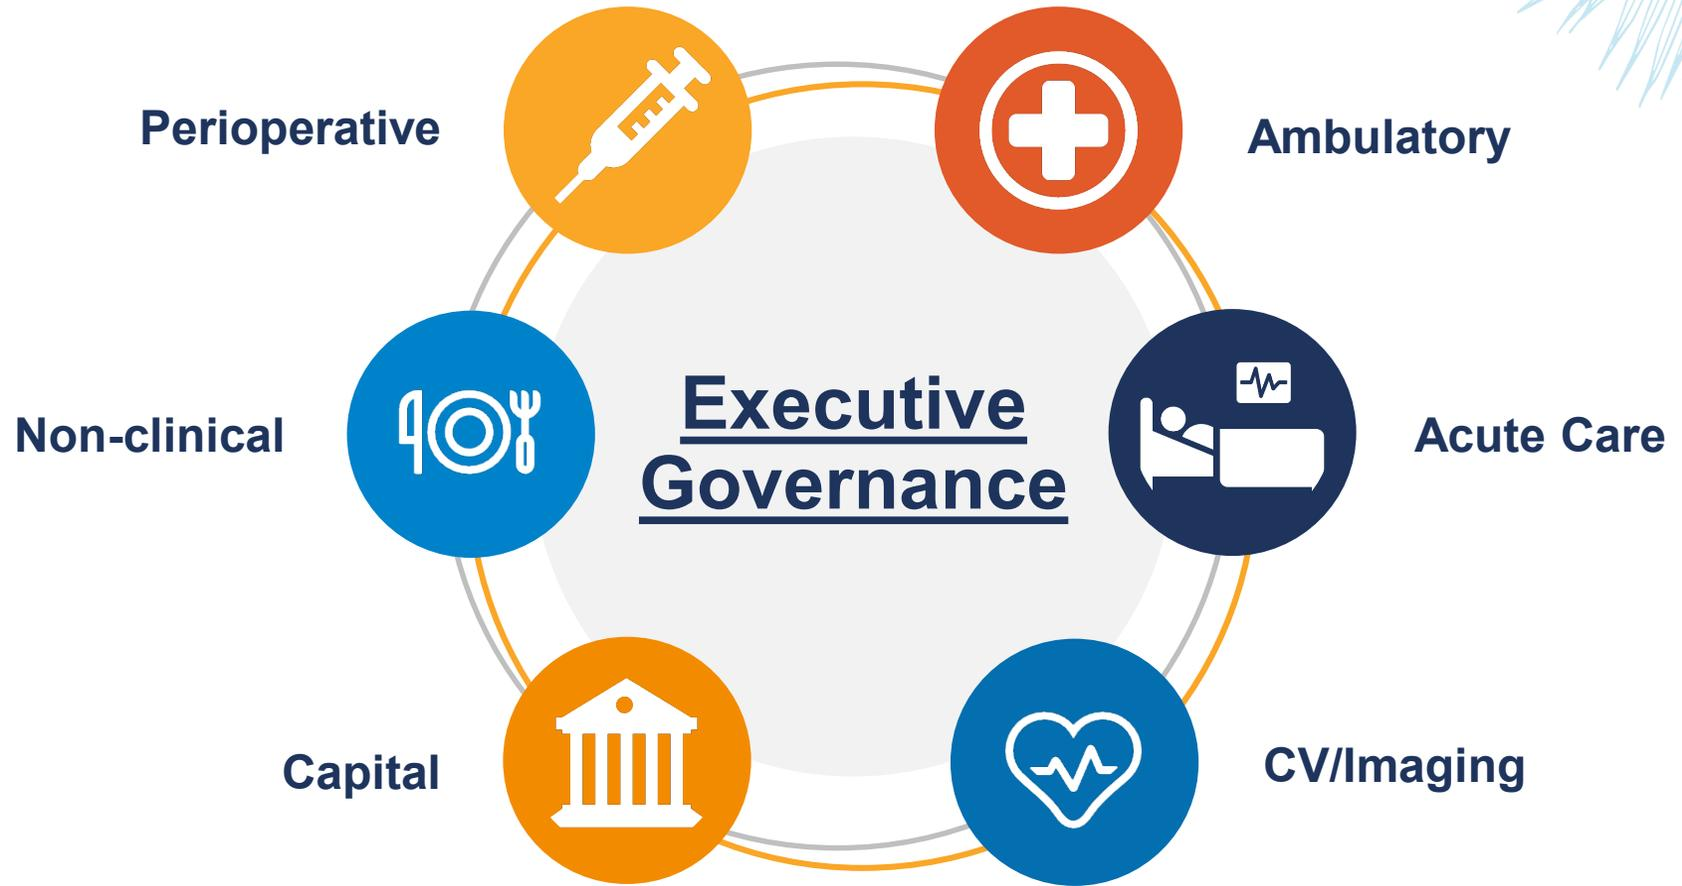 Perioperative
Ambulatory
Non-clinical
Executive
Governance
Acute Care
Capital
CV/Imaging